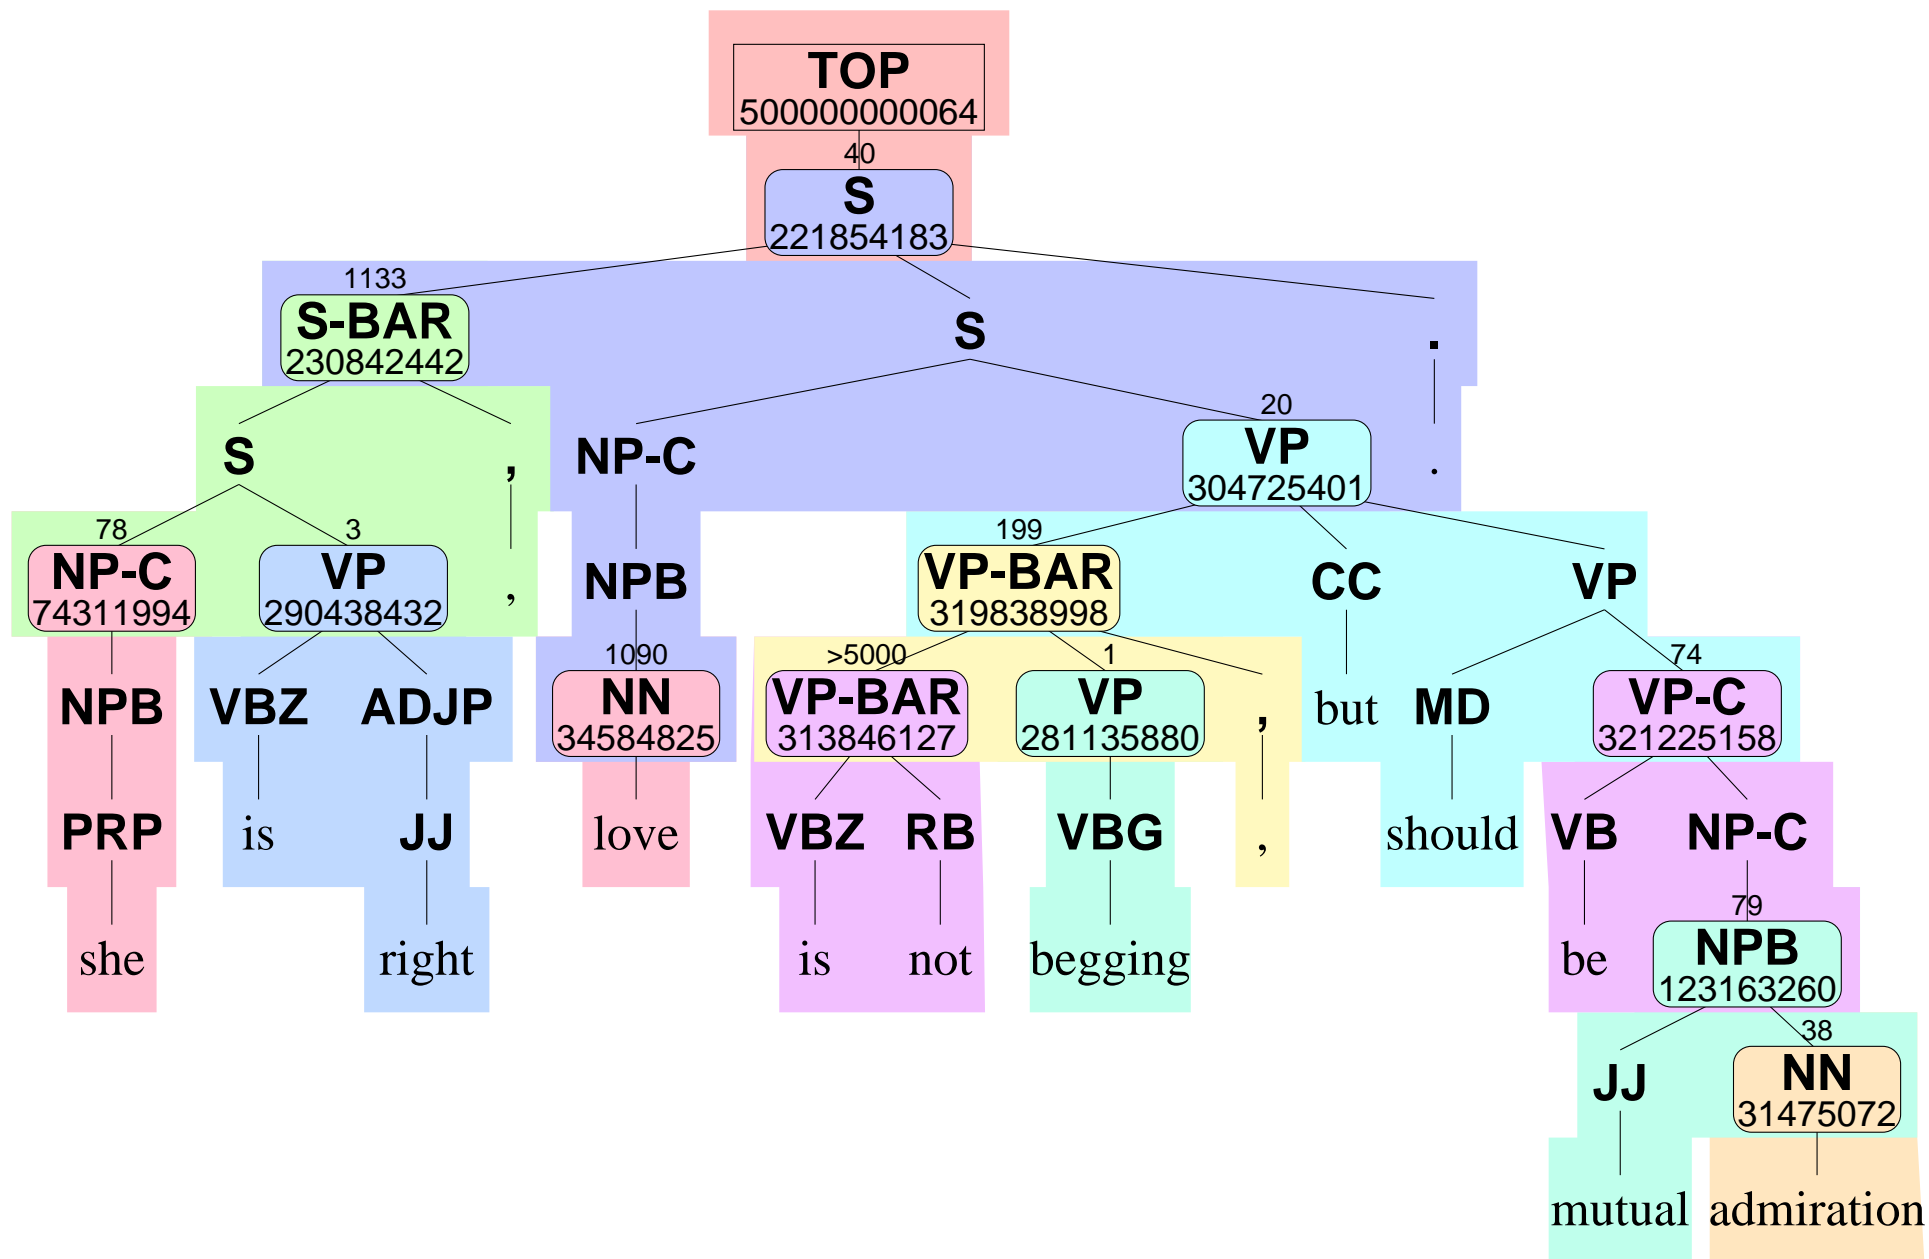 TOP
500000000064
40
S
221854183
1133
S-BAR
230842442
S
.
20
S
,
NP-C
VP
304725401
.
78
3
199
NP-C
74311994
VP
290438432
,
NPB
VP-BAR
319838998
CC
VP
1090
>5000
1
74
NPB
VBZ
ADJP
NN
34584825
VP-BAR
313846127
VP
281135880
,
but
MD
VP-C
321225158
PRP
is
JJ
love
VBZ
RB
VBG
,
should
VB
NP-C
79
she
right
is
not
begging
be
NPB
123163260
38
JJ
NN
31475072
mutual
admiration